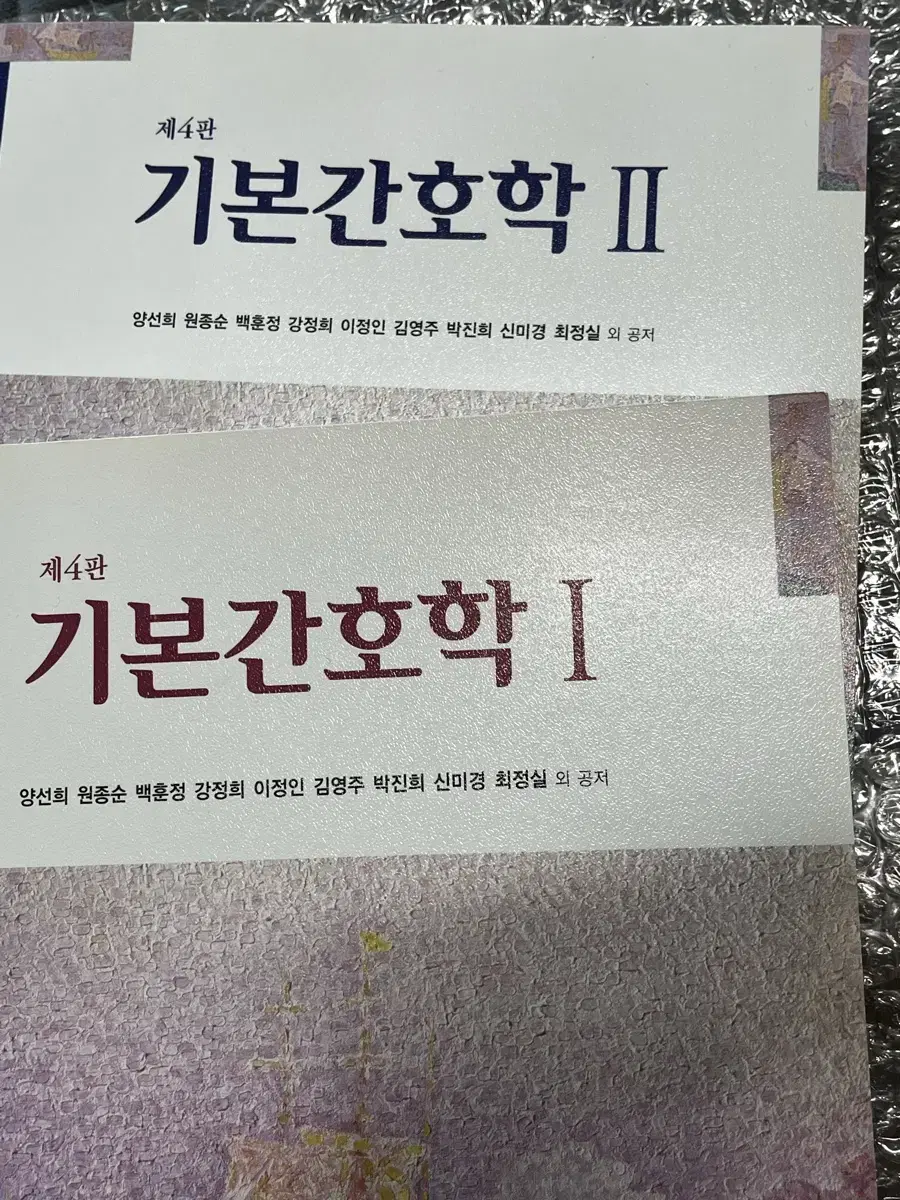 제4판
기본간호학 Ⅱ
양선희 원종순 백훈정 강정희 이정인 김영주 박진희 신미경 최정실 외 공저
제4판
기본간호학 Ⅰ
양선희 원종순 백훈정 강정희 이정인 김영주 박진희 신미경 최정실 외 공저